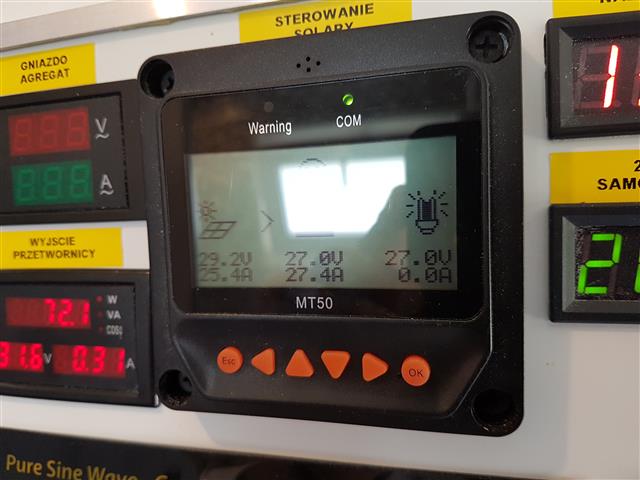 STEROWANIE
SOLARY
GNIAZDO
AGREGAT
V
A
Warning
COM
29.2V 27.0V 27.0V
25.4A 27.4A 0.0A
MT50
Esc
OK
WYJSCIE
PRZETWORNICY
72.1
W
VA
31.6 V 0.31 A
2
Pure Sine Wave